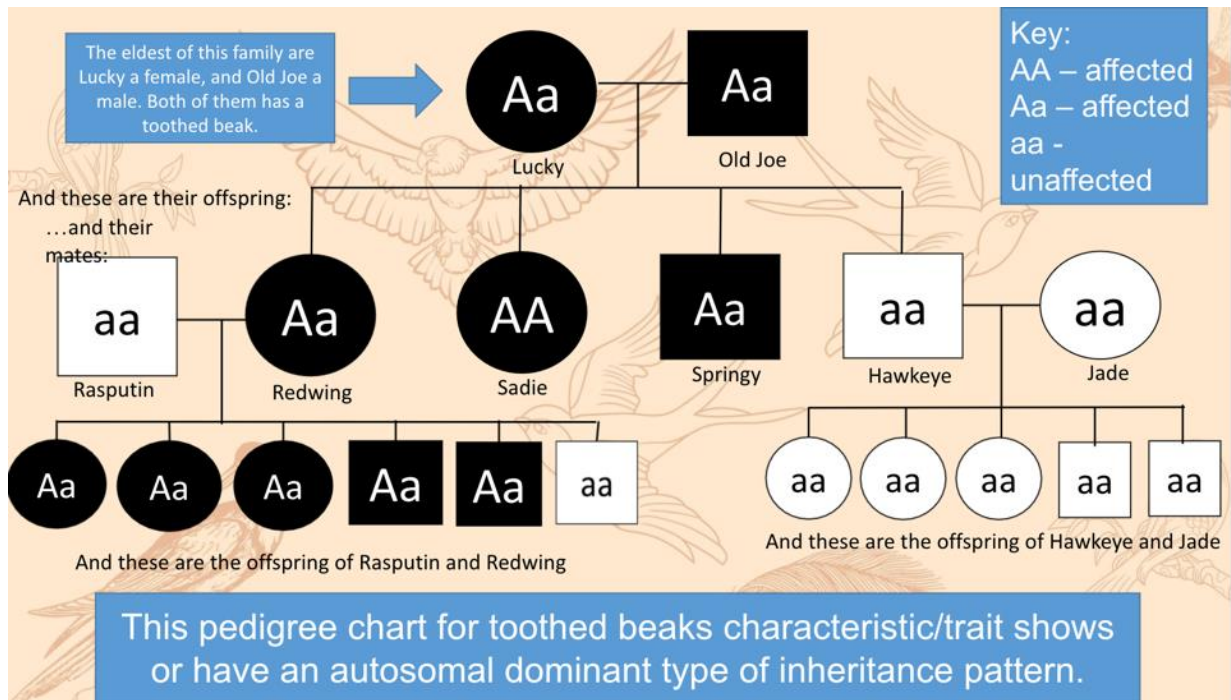 The eldest of this family are
Lucky a female, and Old Joe a
male. Both of them has a
toothed beak.
Key:
AA – affected
Aa – affected
aa -
unaffected
Aa
Aa
Lucky
Old Joe
And these are their offspring:
…and their
mates:
aa
Aa
AA
Aa
aa
aa
Rasputin
Redwing
Sadie
Springy
Hawkeye
Jade
Aa
Aa
Aa
Aa
Aa
aa
aa
aa
aa
aa
aa
And these are the offspring of Rasputin and Redwing
And these are the offspring of Hawkeye and Jade
This pedigree chart for toothed beaks characteristic/trait shows
or have an autosomal dominant type of inheritance pattern.